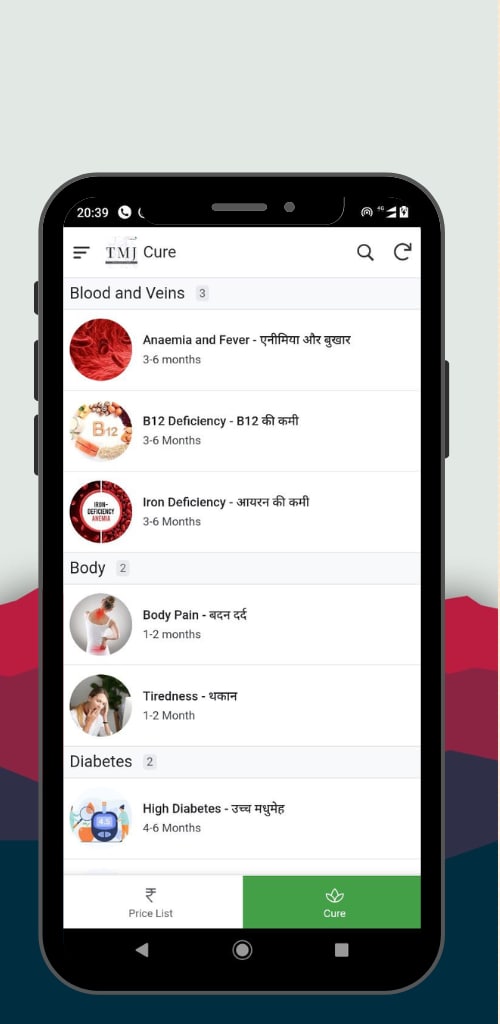 20:39
4G
TMJ Cure
Blood and Veins 3
Anaemia and Fever - एनीमिया और बुखार
3-6 months
B12
B12 Deficiency - B12 की कमी
3-6 Months
IRON-
DEFICIENCY
ANEMIA
Iron Deficiency - आयरन की कमी
3-6 Months
Body 2
Body Pain - बदन दर्द
1-2 months
Tiredness - थकान
1-2 Month
Diabetes 2
4.5
High Diabetes - उच्च मधुमेह
4-6 Months
₹
Price List
Cure